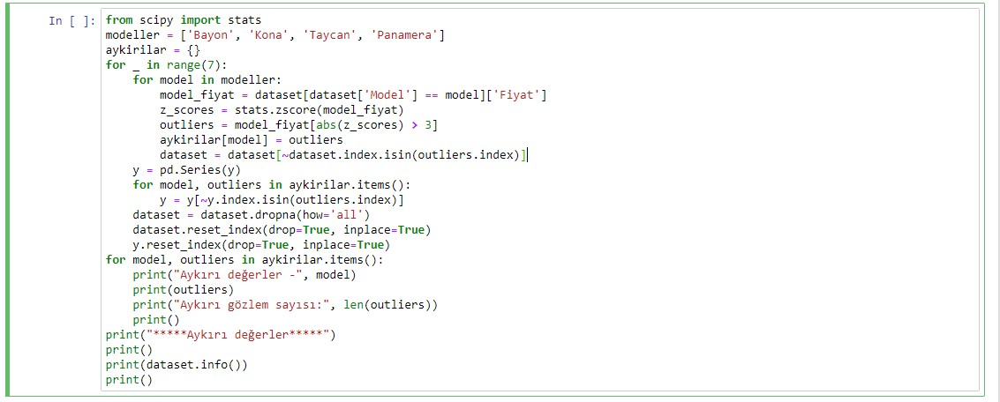 In [ ]: from scipy import stats
modeller = ['Bayon', 'Kona', 'Taycan', 'Panamera']
aykirilar = {}
for _ in range(7):
    for model in modeller:
        model_fiyat = dataset[dataset['Model'] == model]['Fiyat']
        z_scores = stats.zscore(model_fiyat)
        outliers = model_fiyat[abs(z_scores) > 3]
        aykirilar[model] = outliers
        dataset = dataset[~dataset.index.isin(outliers.index)]
    y = pd.Series(y)
    for model, outliers in aykirilar.items():
        y = y[~y.index.isin(outliers.index)]
    dataset = dataset.dropna(how='all')
    dataset.reset_index(drop=True, inplace=True)
    y.reset_index(drop=True, inplace=True)
for model, outliers in aykirilar.items():
    print("Aykırı değerler -", model)
    print(outliers)
    print("Aykırı gözlem sayısı:", len(outliers))
    print()
print("*****Aykırı değerler*****")
print()
print(dataset.info())
print()